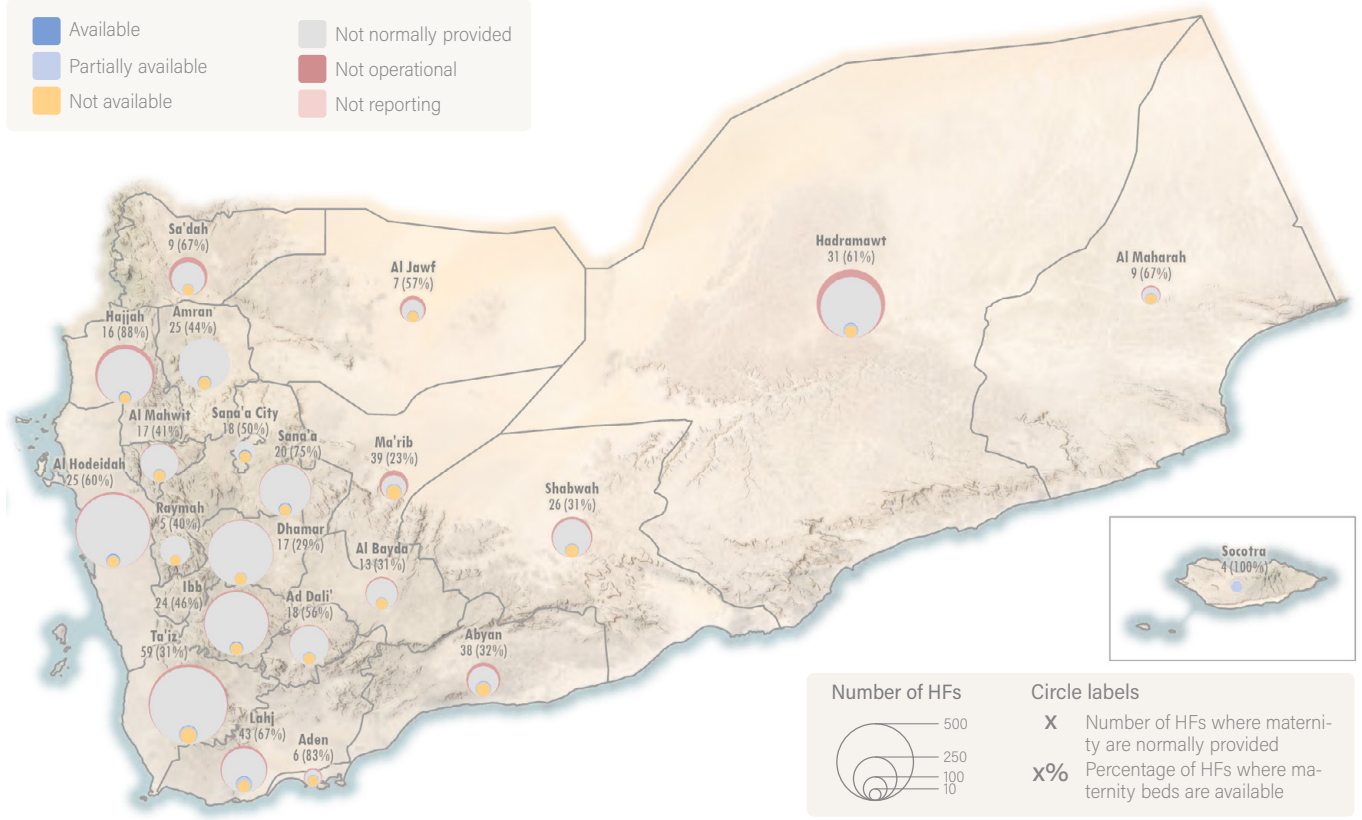 Available
Partially available
Not available
Not normally provided
Not operational
Not reporting
Sa'dah
9 (67%)
Al Jawf
7 (57%)
Hadramawt
31 (61%)
Al Maharah
9 (67%)
Hajjah
16 (88%)
Amran
25 (44%)
Al Mahwit
17 (41%)
Sana'a City
18 (50%)
Sana'a
20 (75%)
Ma'rib
39 (23%)
Al Hodeidah
25 (60%)
Shabwah
26 (31%)
Raymah
5 (40%)
Dhamar
17 (29%)
Al Bayda
13 (31%)
Socotra
4 (100%)
Ibb
24 (46%)
Ad Dali'
18 (56%)
Ta'iz
59 (31%)
Abyan
38 (32%)
Lahj
43 (67%)
Aden
6 (83%)
Number of HFs
500
250
100
10
Circle labels
X Number of HFs where materni-
ty are normally provided
x% Percentage of HFs where ma-
ternity beds are available